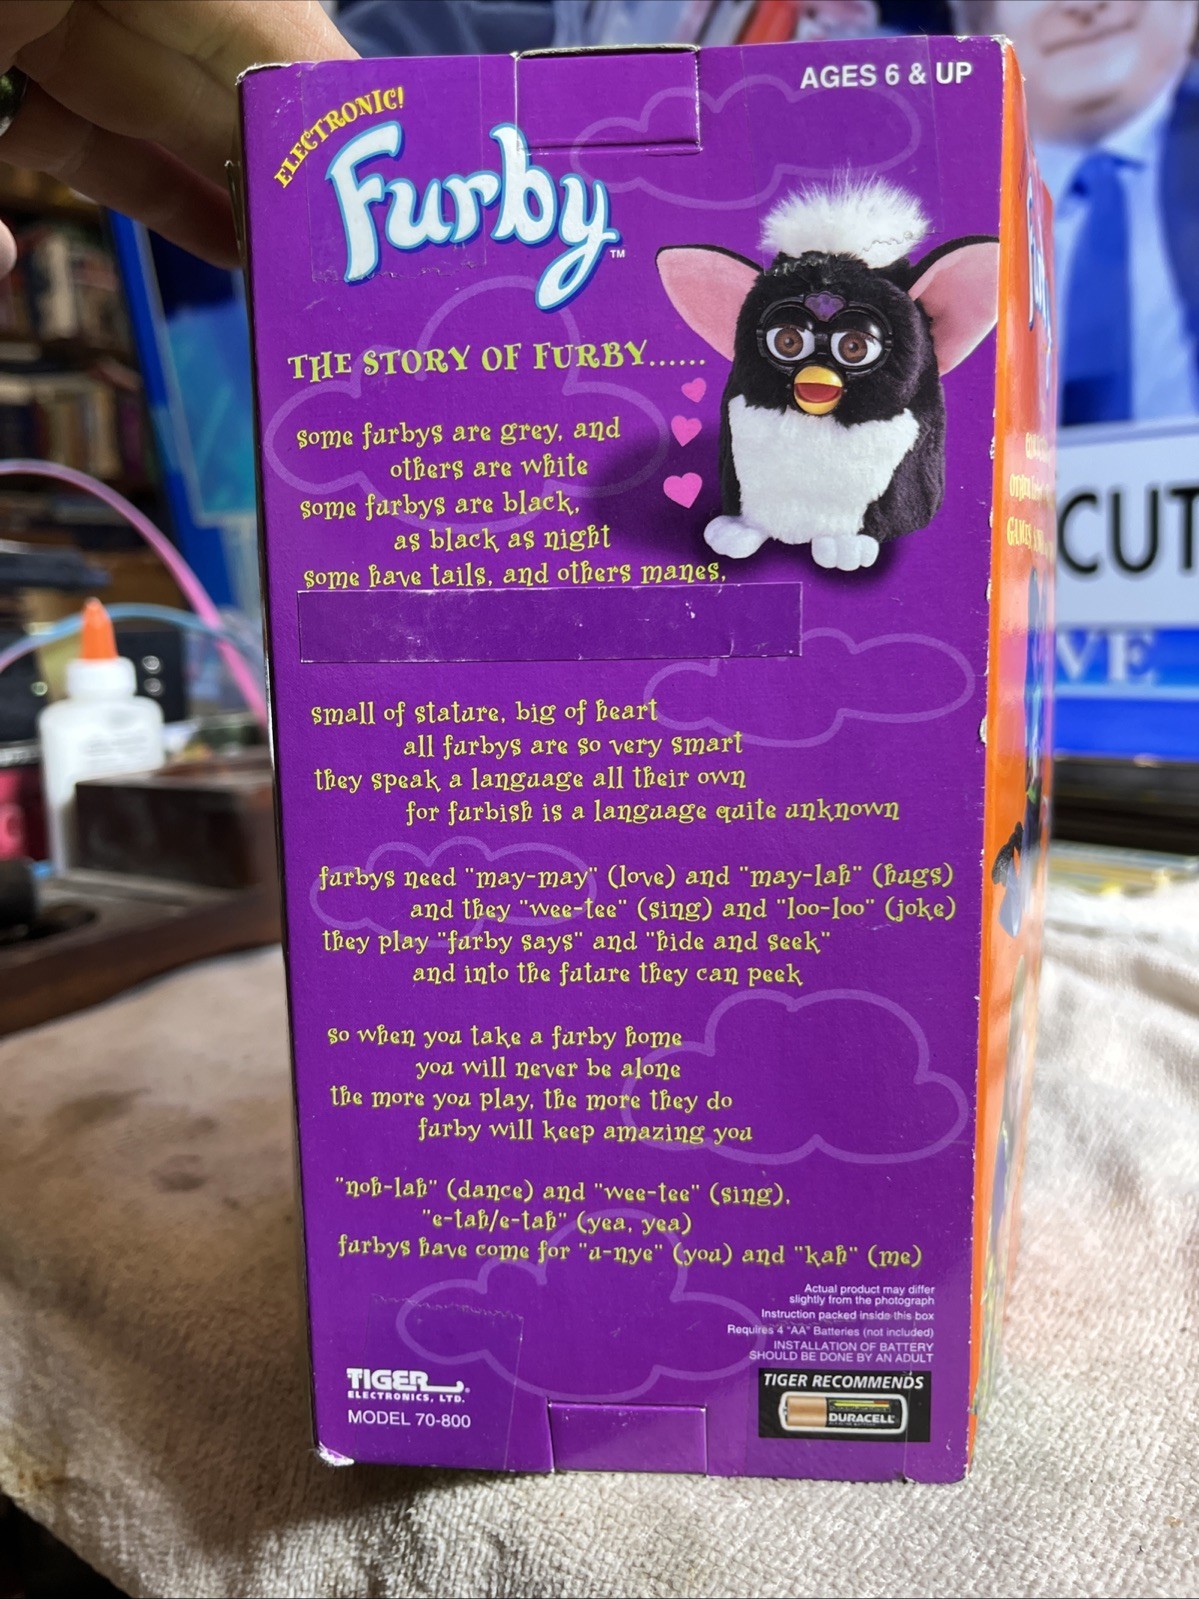 ELECTRONIC!
Furby™
AGES 6 & UP
THE STORY OF FURBY......
some furbys are grey, and
others are white
some furbys are black,
as black as night
some have tails, and others manes,
small of stature, big of heart
all furbys are so very smart
they speak a language all their own
for furbish is a language quite unknown
furbys need "may-may" (love) and "may-lah" (hugs)
and they "wee-tee" (sing) and "loo-loo" (joke)
they play "furby says" and "hide and seek"
and into the future they can peek
so when you take a furby home
you will never be alone
the more you play, the more they do
furby will keep amazing you
"noh-lah" (dance) and "wee-tee" (sing),
"e-tah/e-tah" (yea, yea)
furbys have come for "u-nye" (you) and "kah" (me)
Actual product may differ
slightly from the photograph
Instruction packed inside this box
Requires 4 "AA" Batteries (not included)
INSTALLATION OF BATTERY
SHOULD BE DONE BY AN ADULT
TIGER®
ELECTRONICS, LTD.
MODEL 70-800
TIGER RECOMMENDS
DURACELL
CUT
VE